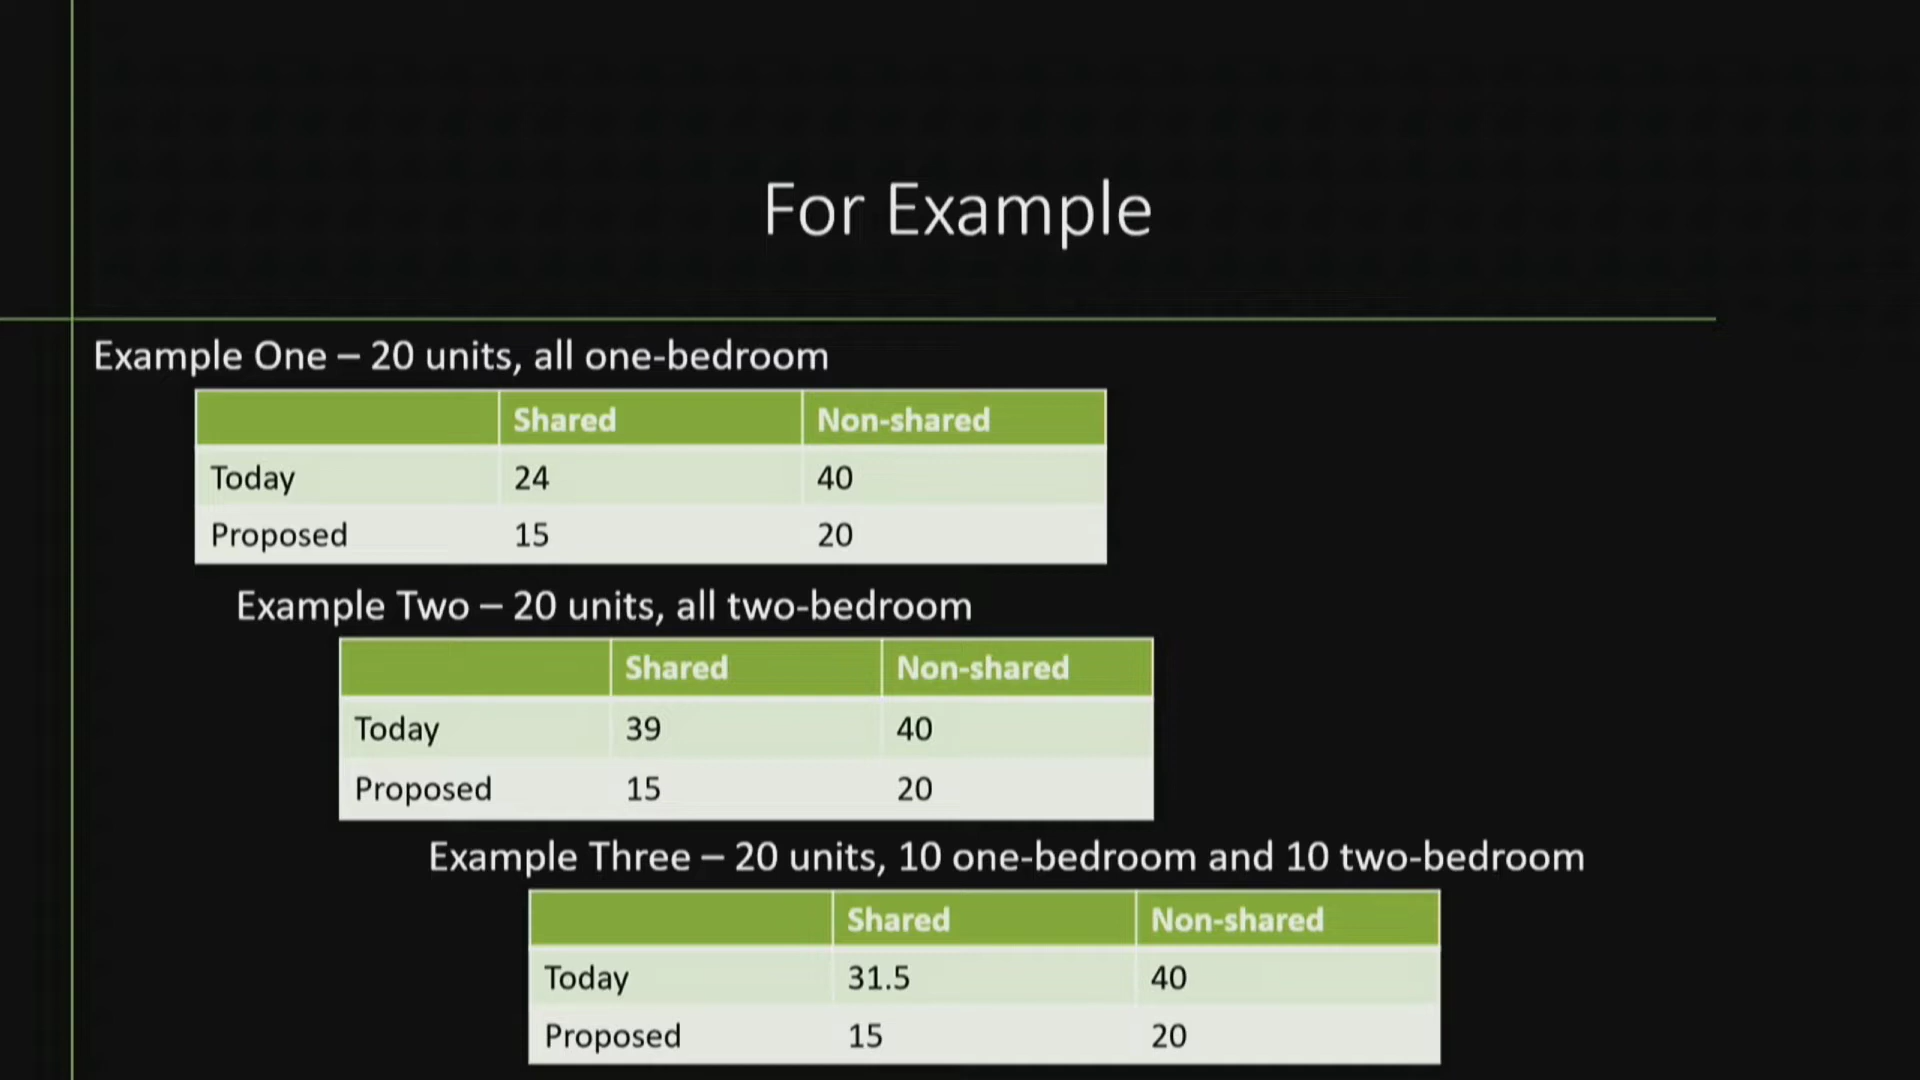 For Example
Example One – 20 units, all one-bedroom
Shared Non-shared
Today 24 40
Proposed 15 20
Example Two – 20 units, all two-bedroom
Shared Non-shared
Today 39 40
Proposed 15 20
Example Three – 20 units, 10 one-bedroom and 10 two-bedroom
Shared Non-shared
Today 31.5 40
Proposed 15 20